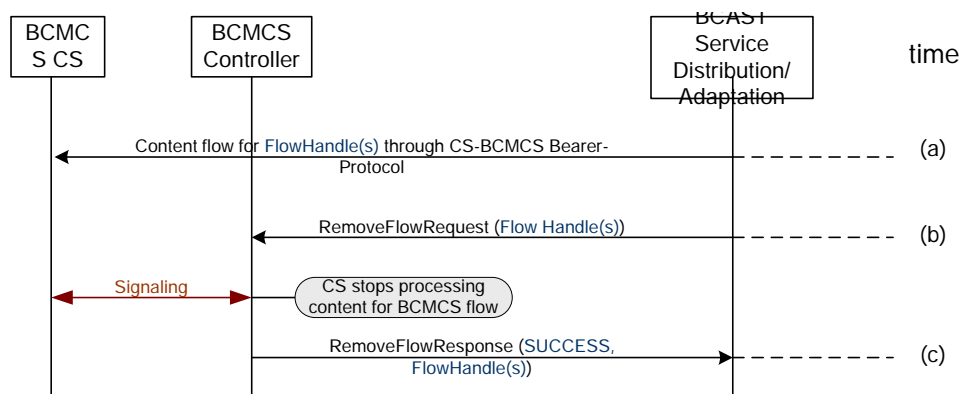 BCMC
S CS
BCMCS
Controller
BCAST
Service
Distribution/
Adaptation
time
Content flow for FlowHandle(s) through CS-BCMCS Bearer-
Protocol
(a)
RemoveFlowRequest (Flow Handle(s))
(b)
Signaling
CS stops processing
content for BCMCS flow
RemoveFlowResponse (SUCCESS,
FlowHandle(s))
(c)